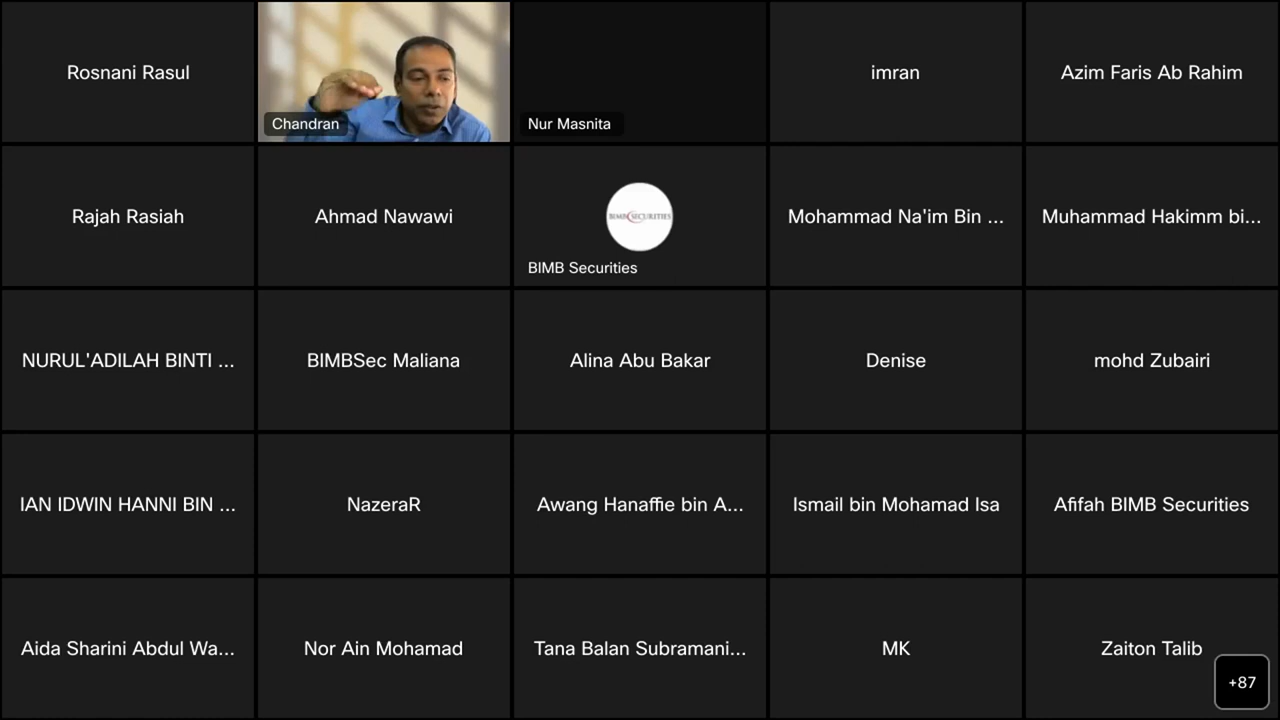 Rosnani Rasul
Chandran
Nur Masnita
imran
Azim Faris Ab Rahim
Rajah Rasiah
Ahmad Nawawi
BIMB SECURITIES
BIMB Securities
Mohammad Na'im Bin ...
Muhammad Hakimm bi...
NURUL'ADILAH BINTI ...
BIMBSec Maliana
Alina Abu Bakar
Denise
mohd Zubairi
IAN IDWIN HANNI BIN ...
NazeraR
Awang Hanaffie bin A...
Ismail bin Mohamad Isa
Afifah BIMB Securities
Aida Sharini Abdul Wa...
Nor Ain Mohamad
Tana Balan Subramani...
MK
Zaiton Talib
+87